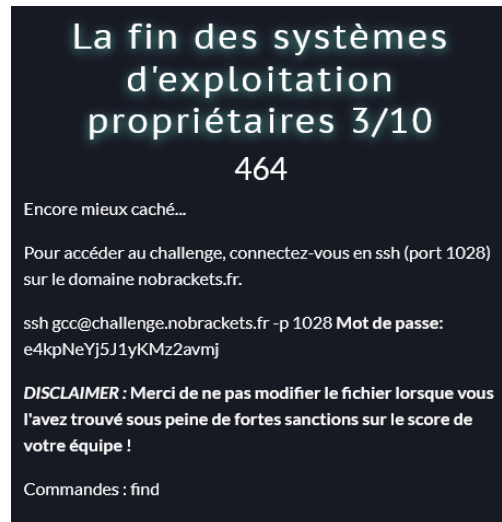 La fin des systèmes
d'exploitation
propriétaires 3/10
464
Encore mieux caché...
Pour accéder au challenge, connectez-vous en ssh (port 1028)
sur le domaine nobrackets.fr.
ssh gcc@challenge.nobrackets.fr -p 1028 Mot de passe:
e4kpNeYj5J1yKMz2avmj
DISCLAIMER : Merci de ne pas modifier le fichier lorsque vous
l'avez trouvé sous peine de fortes sanctions sur le score de
votre équipe !
Commandes : find